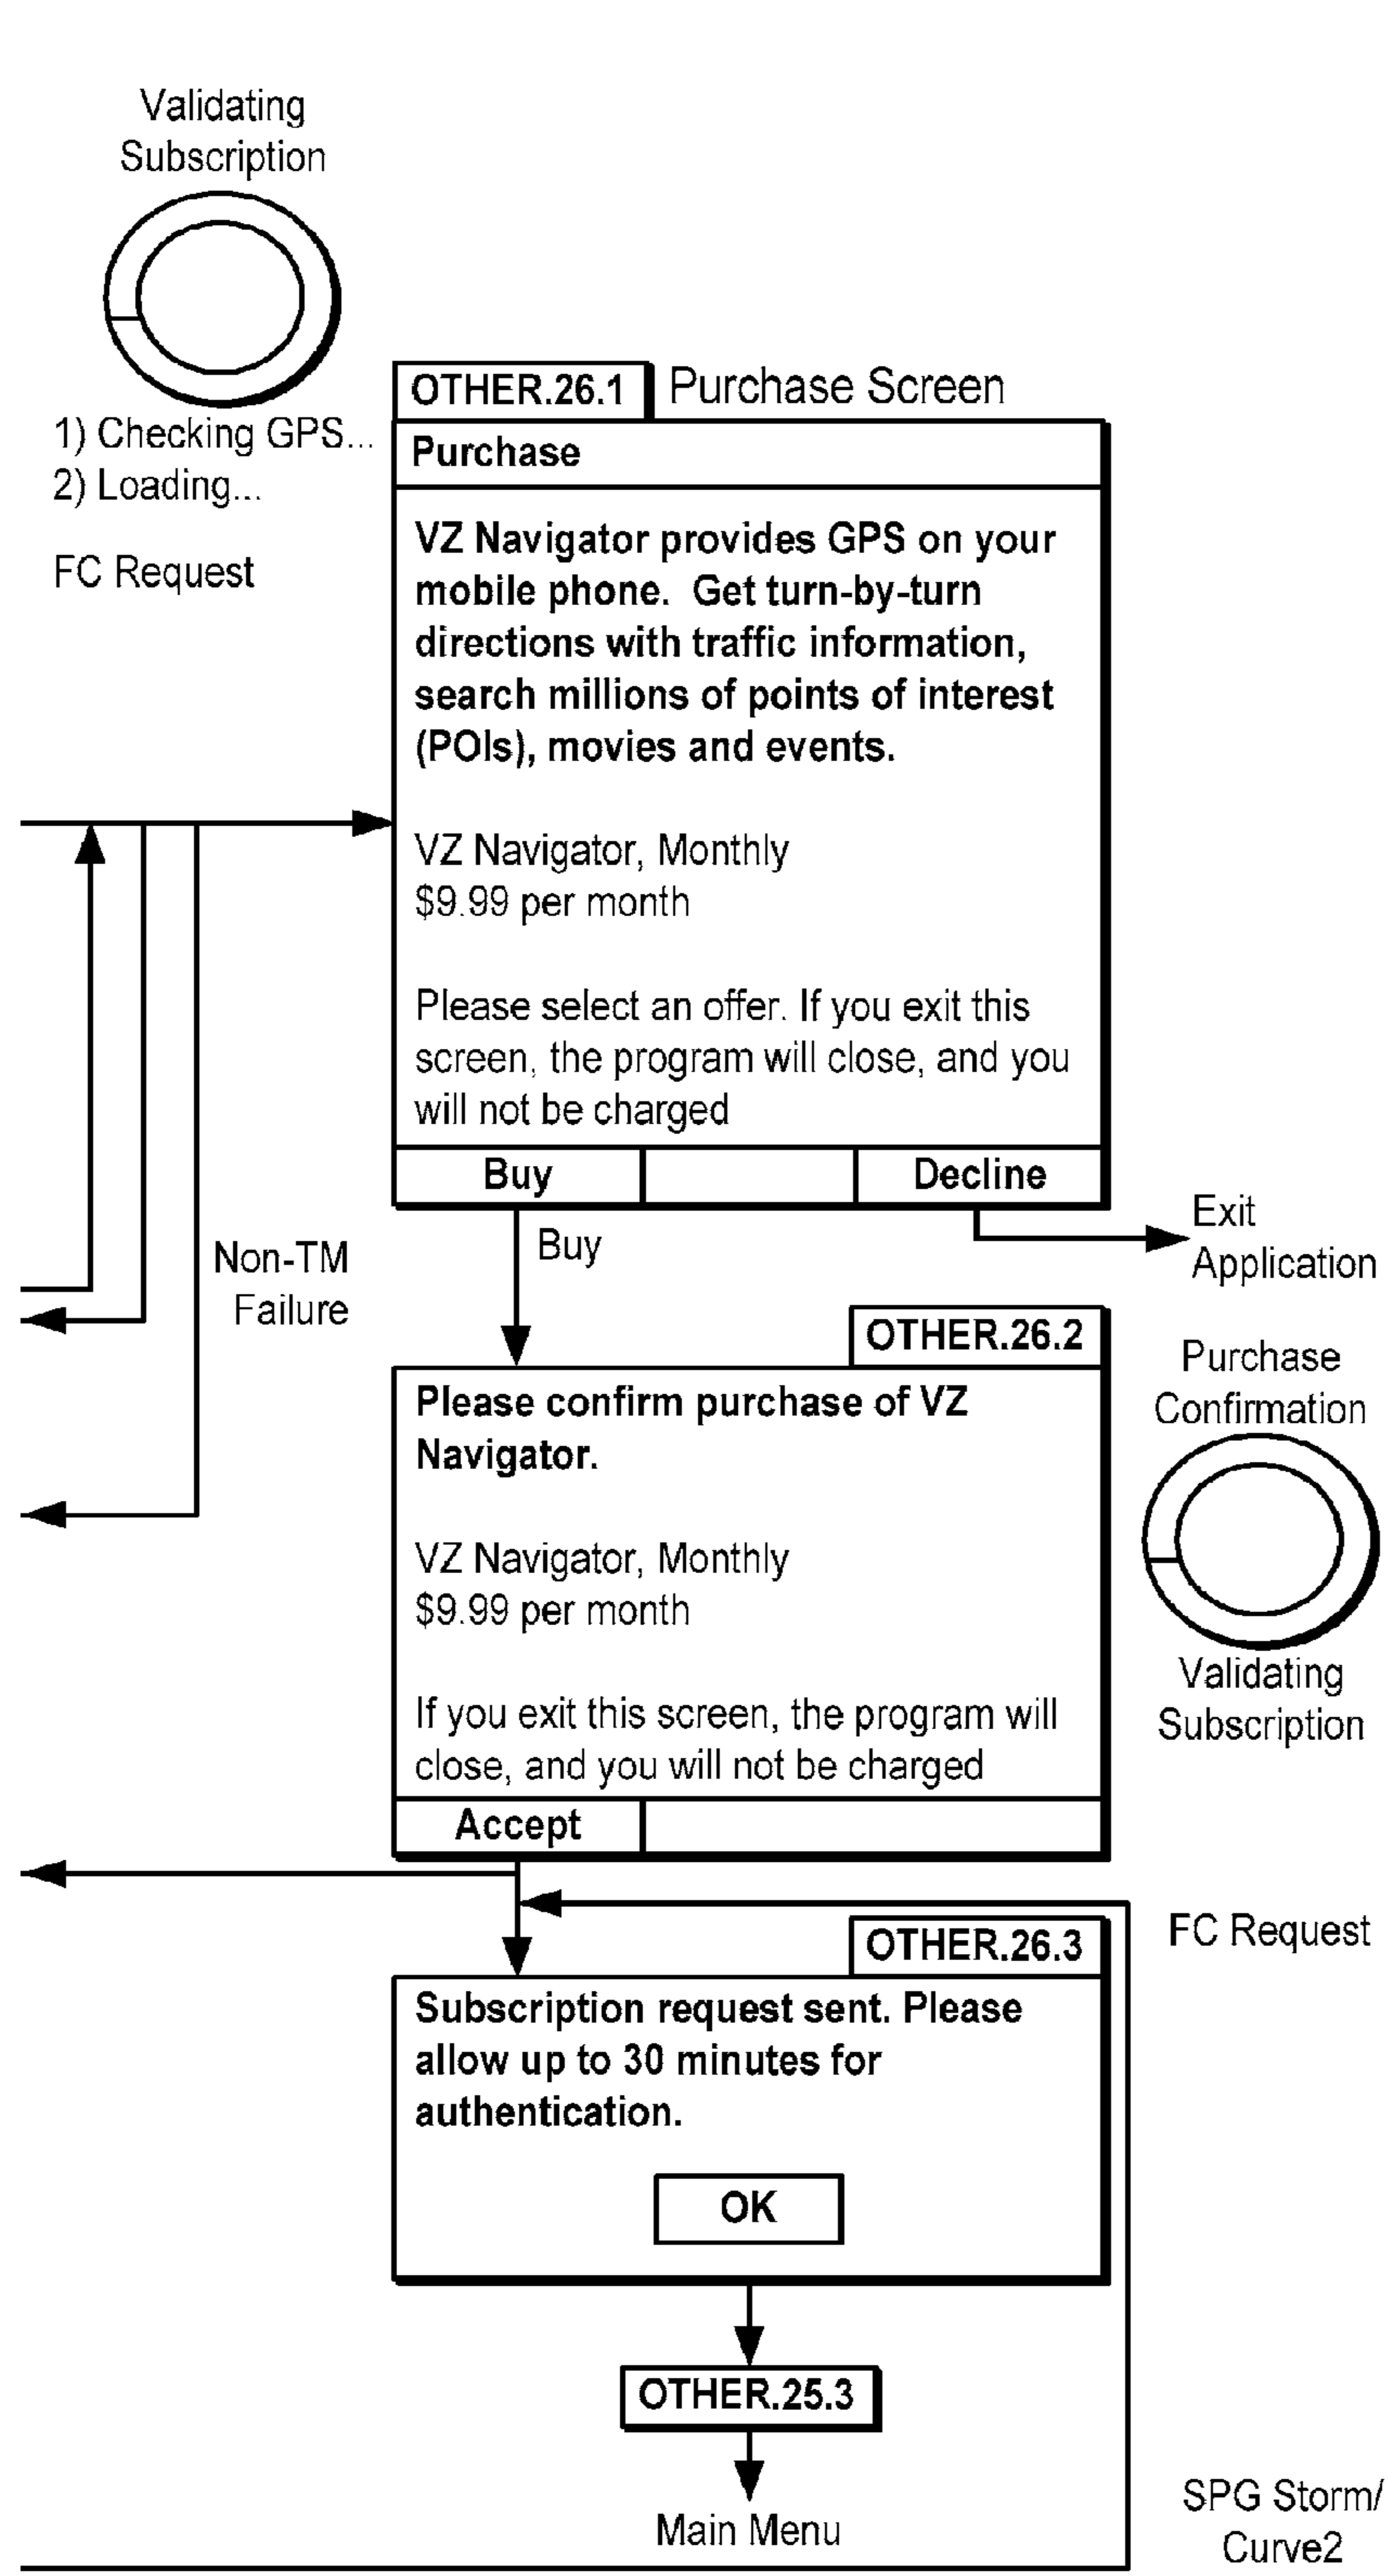 Validating
Subscription
1) Checking GPS...
2) Loading...
FC Request
OTHER.26.1
Purchase Screen
Purchase
VZ Navigator provides GPS on your
mobile phone.  Get turn-by-turn
directions with traffic information,
search millions of points of interest
(POIs), movies and events.
VZ Navigator, Monthly
$9.99 per month
Please select an offer. If you exit this
screen, the program will close, and you
will not be charged
Buy
Decline
Exit
Application
Buy
Non-TM
Failure
OTHER.26.2
Please confirm purchase of VZ
Navigator.
VZ Navigator, Monthly
$9.99 per month
If you exit this screen, the program will
close, and you will not be charged
Accept
Purchase
Confirmation
Validating
Subscription
FC Request
OTHER.26.3
Subscription request sent. Please
allow up to 30 minutes for
authentication.
OK
OTHER.25.3
Main Menu
SPG Storm/
Curve2